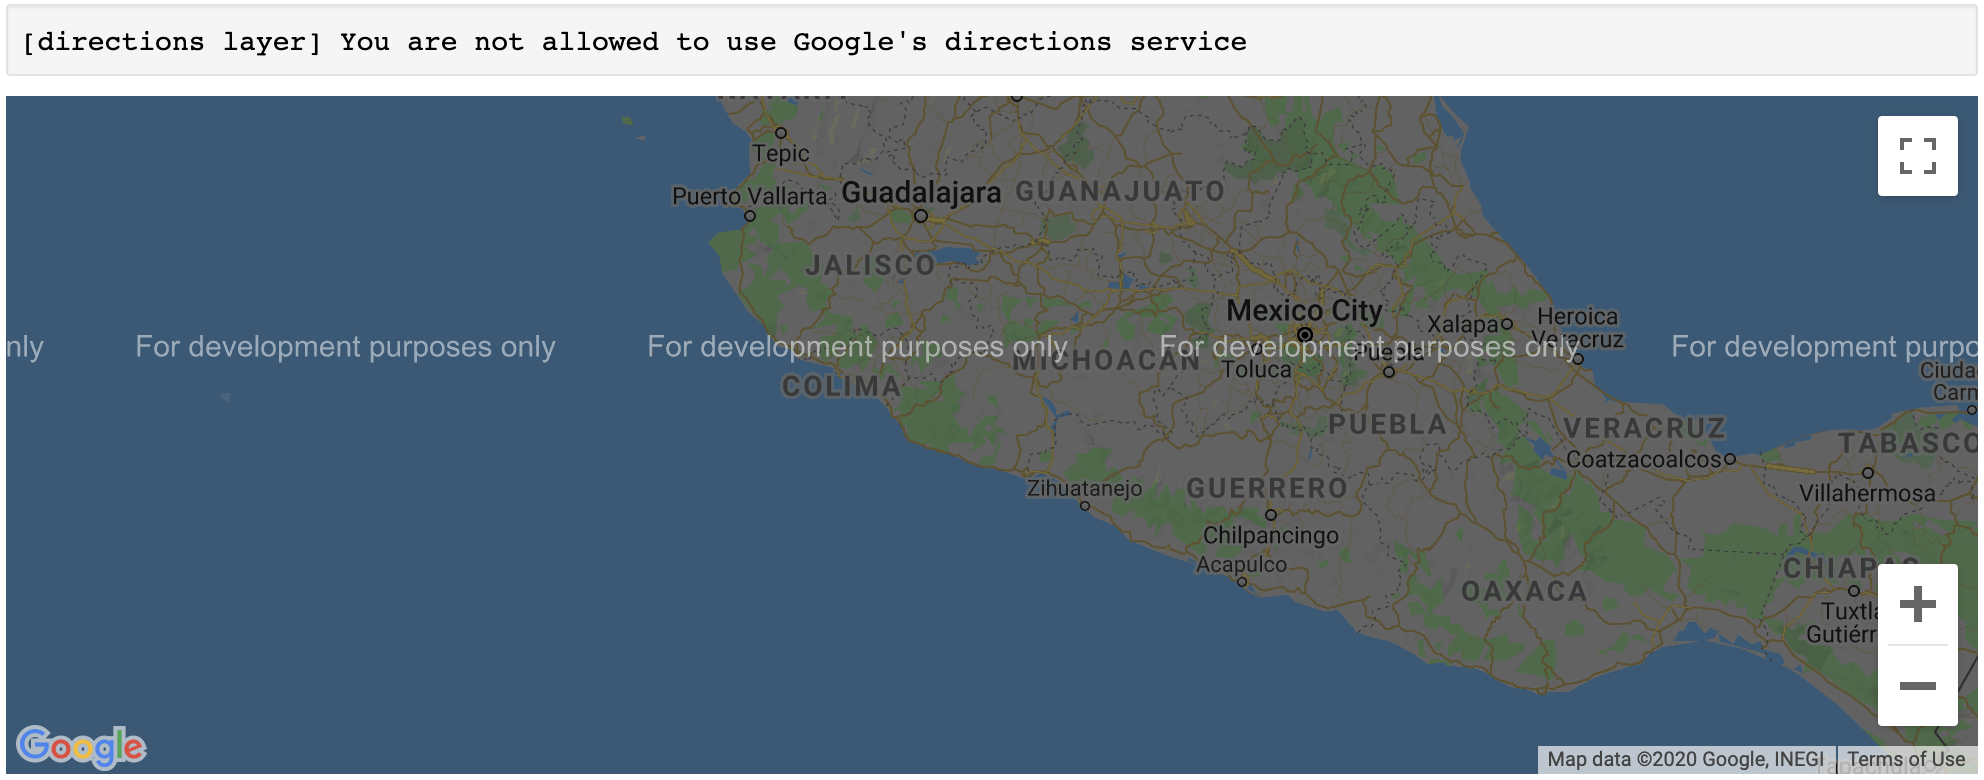 [directions layer] You are not allowed to use Google's directions service
NAYARIT
Tepic
Puerto Vallarta
Guadalajara
GUANAJUATO
JALISCO
Mexico City
Xalapa
Heroica
Veracruz
nly
For development purposes only
For development purposes only
For development purposes only
For development purpo
MICHOACÁN
Toluca
Puebla
Ciuda
Carm
COLIMA
PUEBLA
VERACRUZ
TABASCO
Coatzacoalcos
Zihuatanejo
GUERRERO
Villahermosa
Chilpancingo
Acapulco
CHIAPAS
OAXACA
Tuxtla
Gutiérr
Google
Map data ©2020 Google, INEGI
Terms of Use
Tapachula